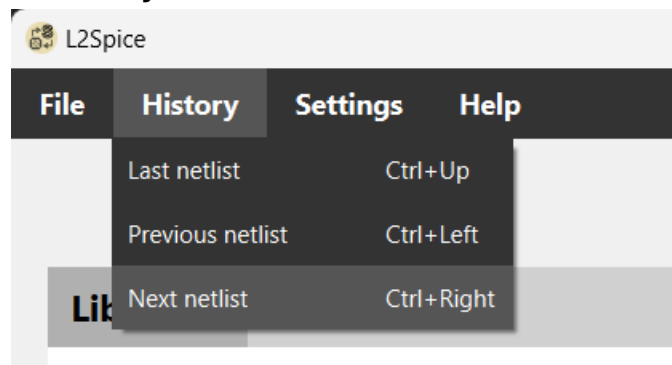 L2Spice
File History Settings Help
Last netlist Ctrl+Up
Previous netlist Ctrl+Left
Next netlist Ctrl+Right